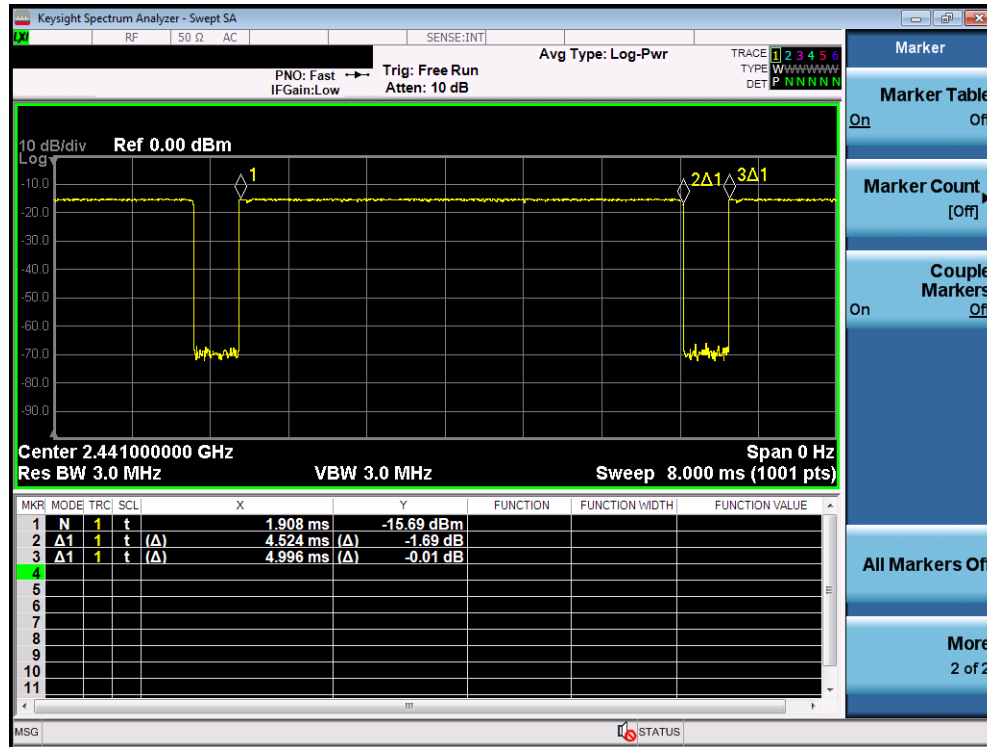 Keysight Spectrum Analyzer - Swept SA
LXI RF 50 Ω AC SENSE:INT
Avg Type: Log-Pwr
TRACE 1 2 3 4 5 6
TYPE WWWWWW
DET P N N N N N
PNO: Fast Trig: Free Run
IFGain:Low Atten: 10 dB
10 dB/div Ref 0.00 dBm
Log
1
2Δ1
3Δ1
-10.0
-20.0
-30.0
-40.0
-50.0
-60.0
-70.0
-80.0
-90.0
Center 2.441000000 GHz Span 0 Hz
Res BW 3.0 MHz VBW 3.0 MHz Sweep 8.000 ms (1001 pts)
MKR MODE TRC SCL X Y FUNCTION FUNCTION WIDTH FUNCTION VALUE
1 N 1 t 1.908 ms -15.69 dBm
2 Δ1 1 t (Δ) 4.524 ms (Δ) -1.69 dB
3 Δ1 1 t (Δ) 4.996 ms (Δ) -0.01 dB
4
5
6
7
8
9
10
11
MSG STATUS
Marker
Marker Table
On Off
Marker Count
[Off]
Couple
Markers
On Off
All Markers Off
More
2 of 2